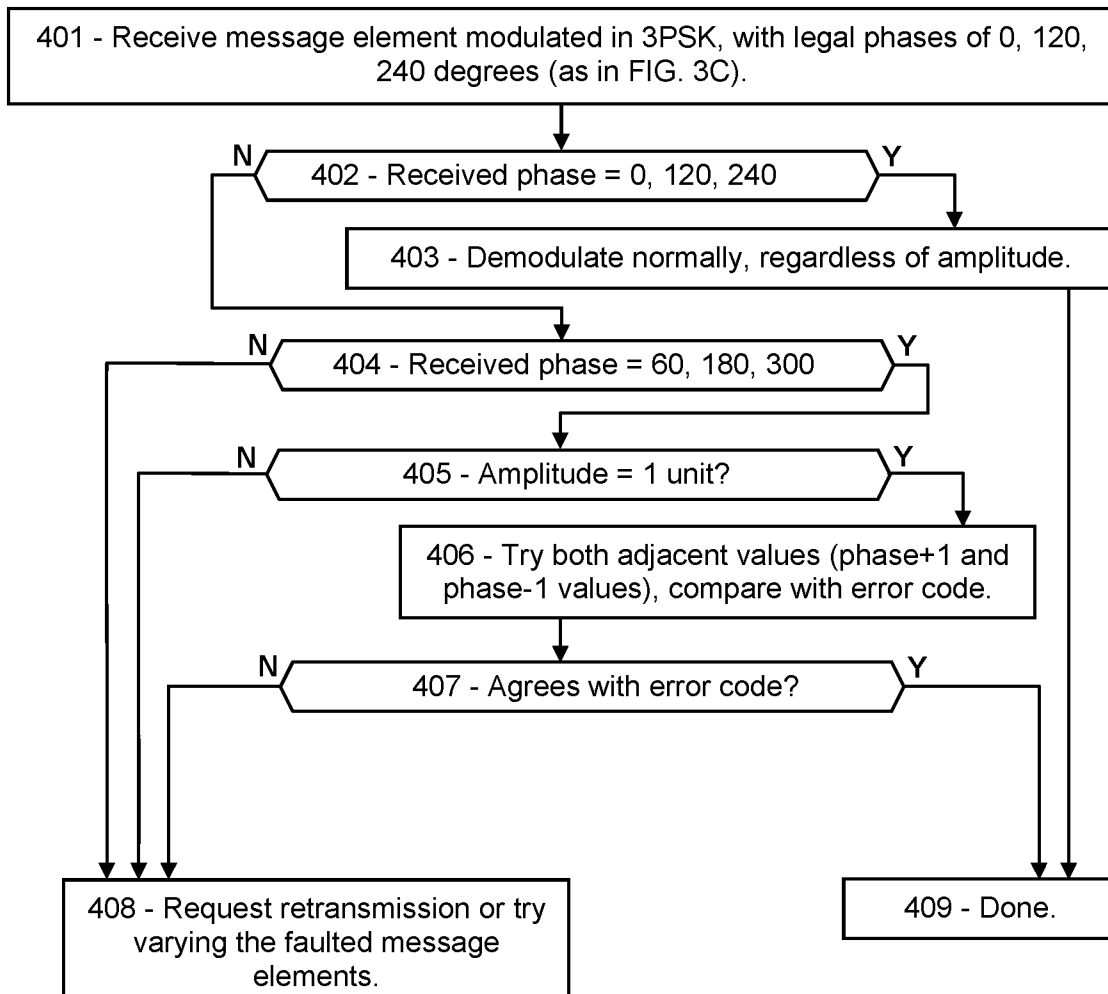 401 - Receive message element modulated in 3PSK, with legal phases of 0, 120,
240 degrees (as in FIG. 3C).
N
Y
402 - Received phase = 0, 120, 240
403 - Demodulate normally, regardless of amplitude.
N
Y
404 - Received phase = 60, 180, 300
N
Y
405 - Amplitude = 1 unit?
406 - Try both adjacent values (phase+1 and
phase-1 values), compare with error code.
N
Y
407 - Agrees with error code?
408 - Request retransmission or try
varying the faulted message
elements.
409 - Done.